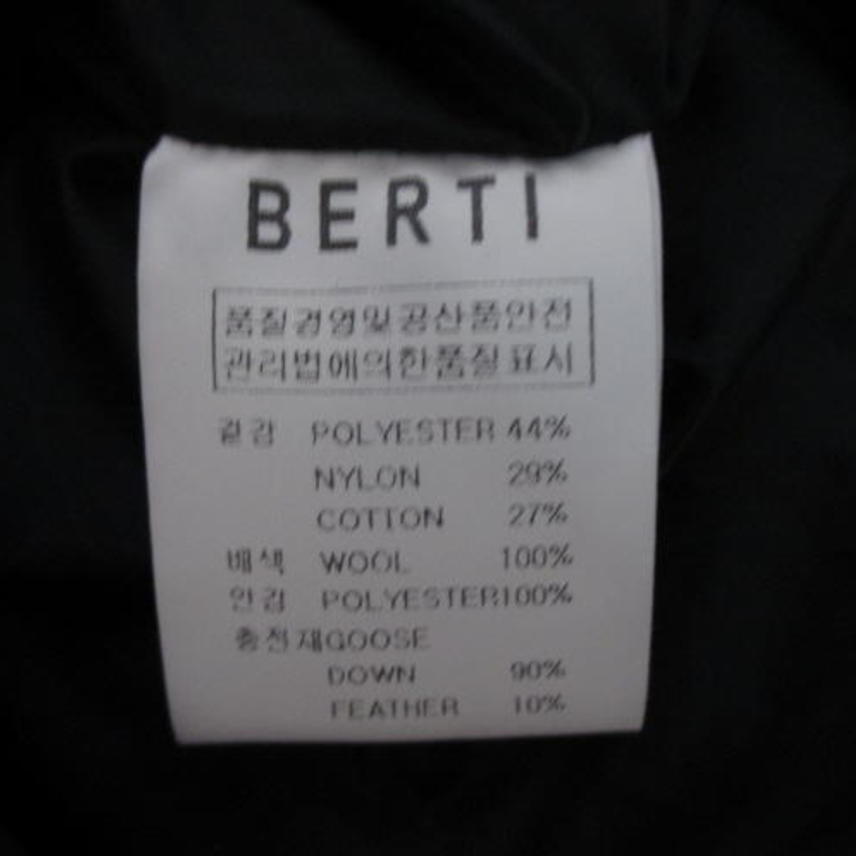 BERTI
품질경영및공산품안전
관리법에의한품질표시
겉감 POLYESTER 44%
NYLON 29%
COTTON 27%
배색 WOOL 100%
안감 POLYESTER100%
충전재GOOSE
DOWN 90%
FEATHER 10%